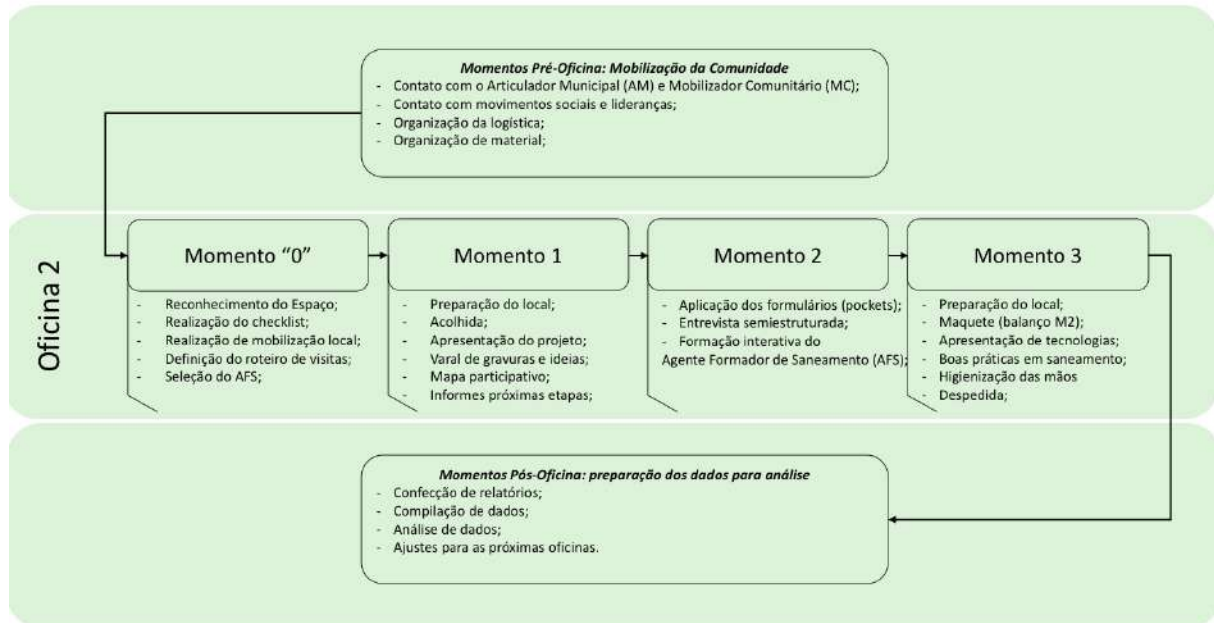 Momentos Pré-Oficina: Mobilização da Comunidade
- Contato com o Articulador Municipal (AM) e Mobilizador Comunitário (MC);
- Contato com movimentos sociais e lideranças;
- Organização da logística;
- Organização de material;
Oficina 2
Momento "0"
- Reconhecimento do Espaço;
- Realização do checklist;
- Realização de mobilização local;
- Definição do roteiro de visitas;
- Seleção do AFS;
Momento 1
- Preparação do local;
- Acolhida;
- Apresentação do projeto;
- Varal de gravuras e ideias;
- Mapa participativo;
- Informes próximas etapas;
Momento 2
- Aplicação dos formulários (pockets);
- Entrevista semiestruturada;
- Formação interativa do
Agente Formador de Saneamento (AFS);
Momento 3
- Preparação do local;
- Maquete (balanço M2);
- Apresentação de tecnologias;
- Boas práticas em saneamento;
- Higienização das mãos
- Despedida;
Momentos Pós-Oficina: preparação dos dados para análise
- Confecção de relatórios;
- Compilação de dados;
- Análise de dados;
- Ajustes para as próximas oficinas.